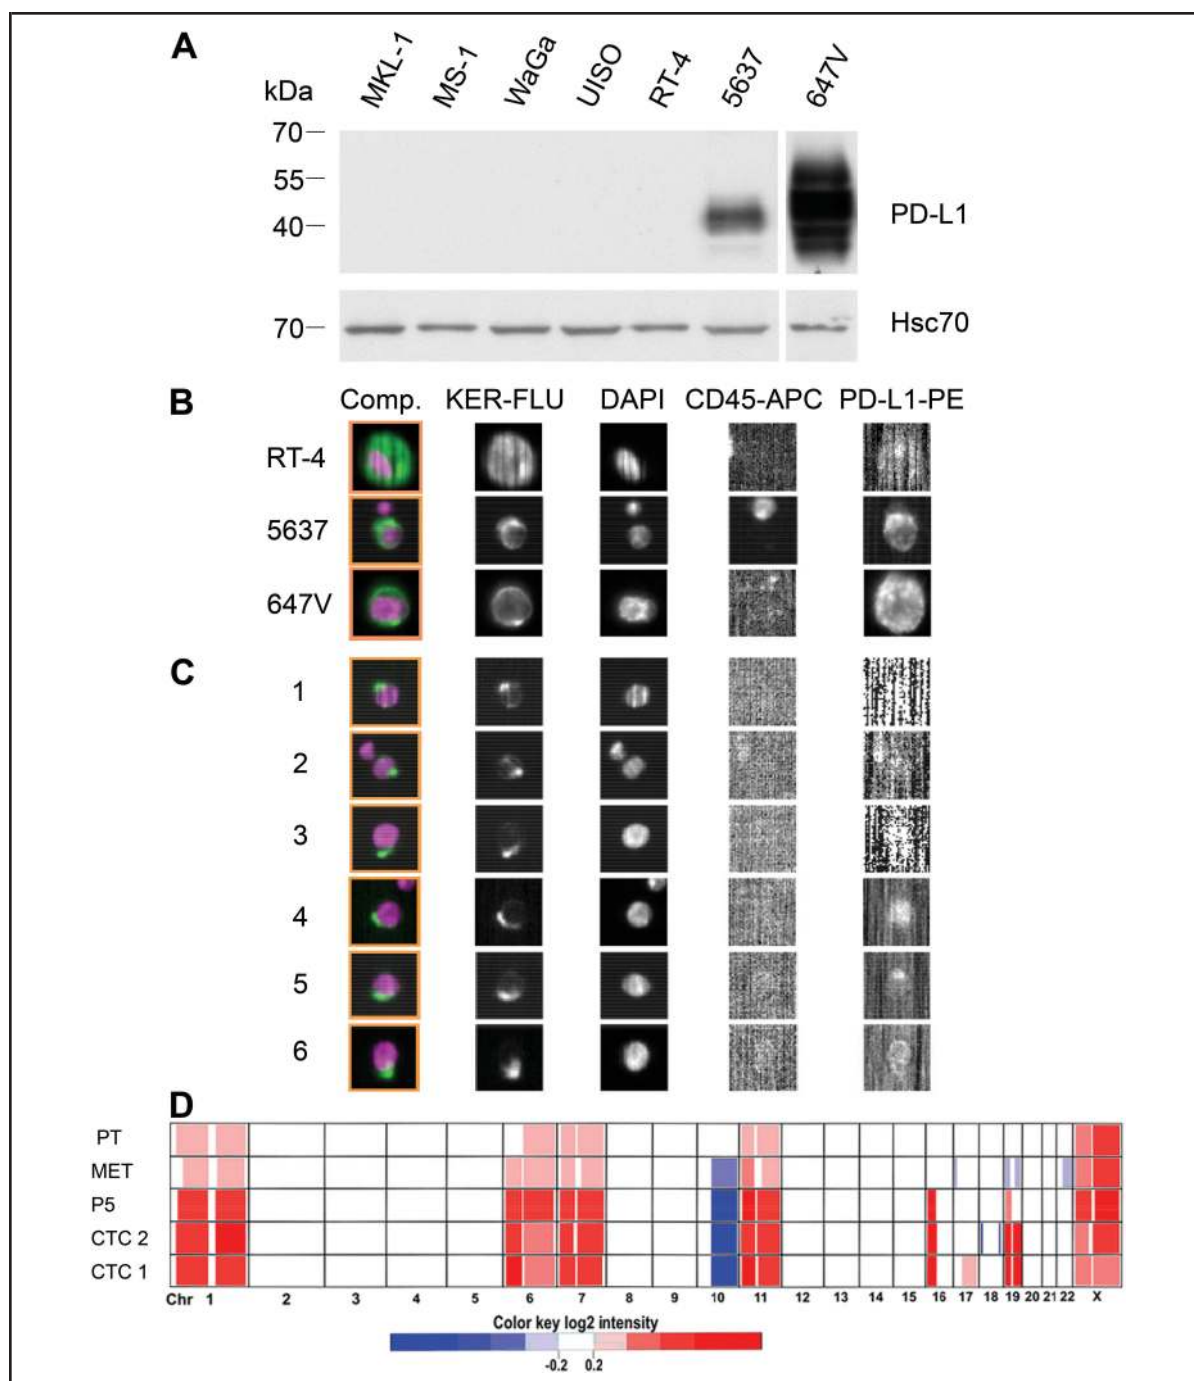 A
kDa MKL-1 MS-1 WaGa UISO RT-4 5637 647V
70
55
40
PD-L1
70
Hsc70
B Comp. KER-FLU DAPI CD45-APC PD-L1-PE
RT-4
5637
647V
C
1
2
3
4
5
6
D
PT
MET
P5
CTC 2
CTC 1
Chr 1 2 3 4 5 6 7 8 9 10 11 12 13 14 15 16 17 18 19 20 21 22 X
Color key log2 intensity
-0.2 0.2